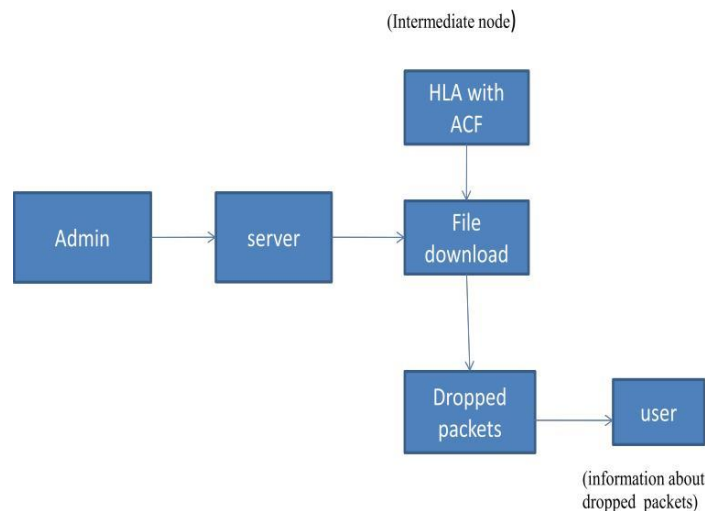 (Intermediate node)
HLA with
ACF
Admin
server
File
download
Dropped
packets
user
(information about
dropped packets)